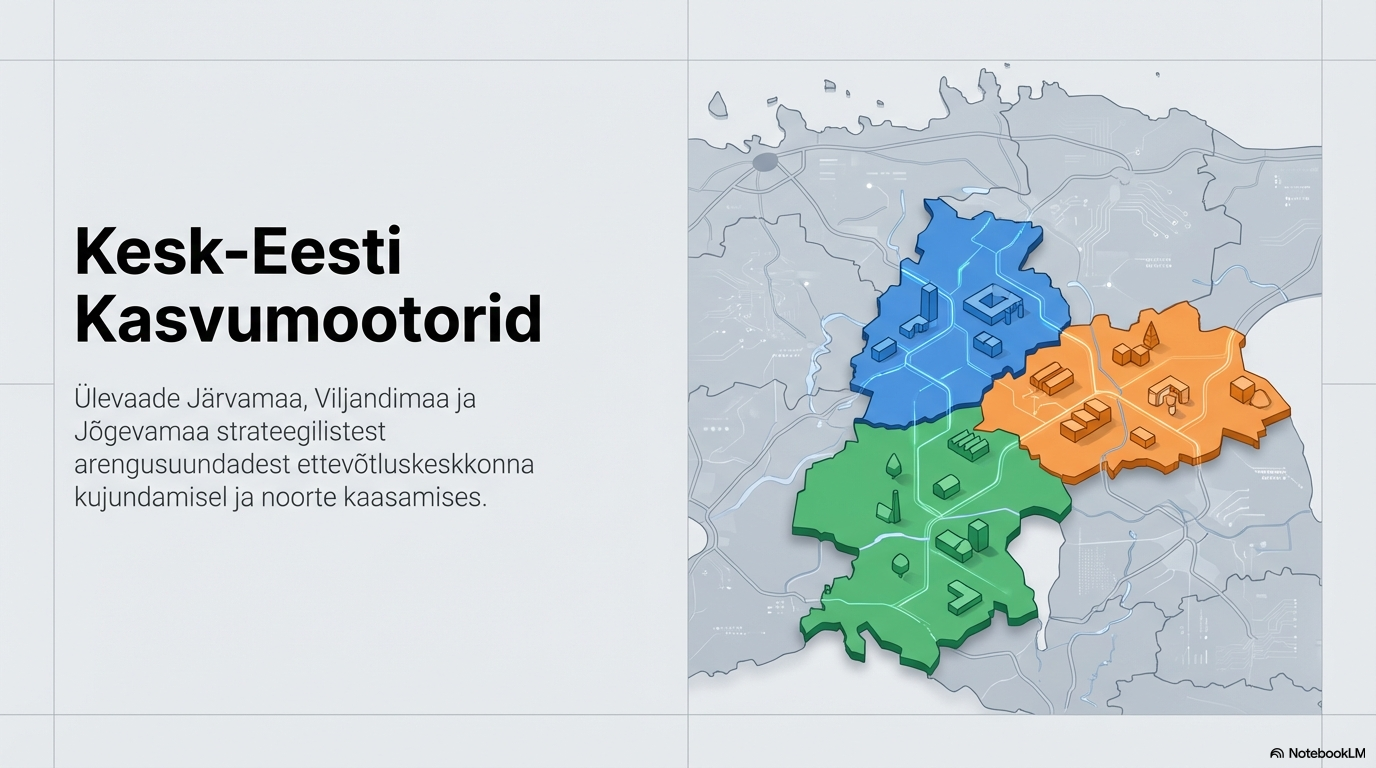 Kesk-Eesti
Kasvumootorid
Ülevaade Järvamaa, Viljandimaa ja
Jõgevamaa strateegilistest
arengusuundadest ettevõtluskeskkonna
kujundamisel ja noorte kaasamises.
NotebookLM